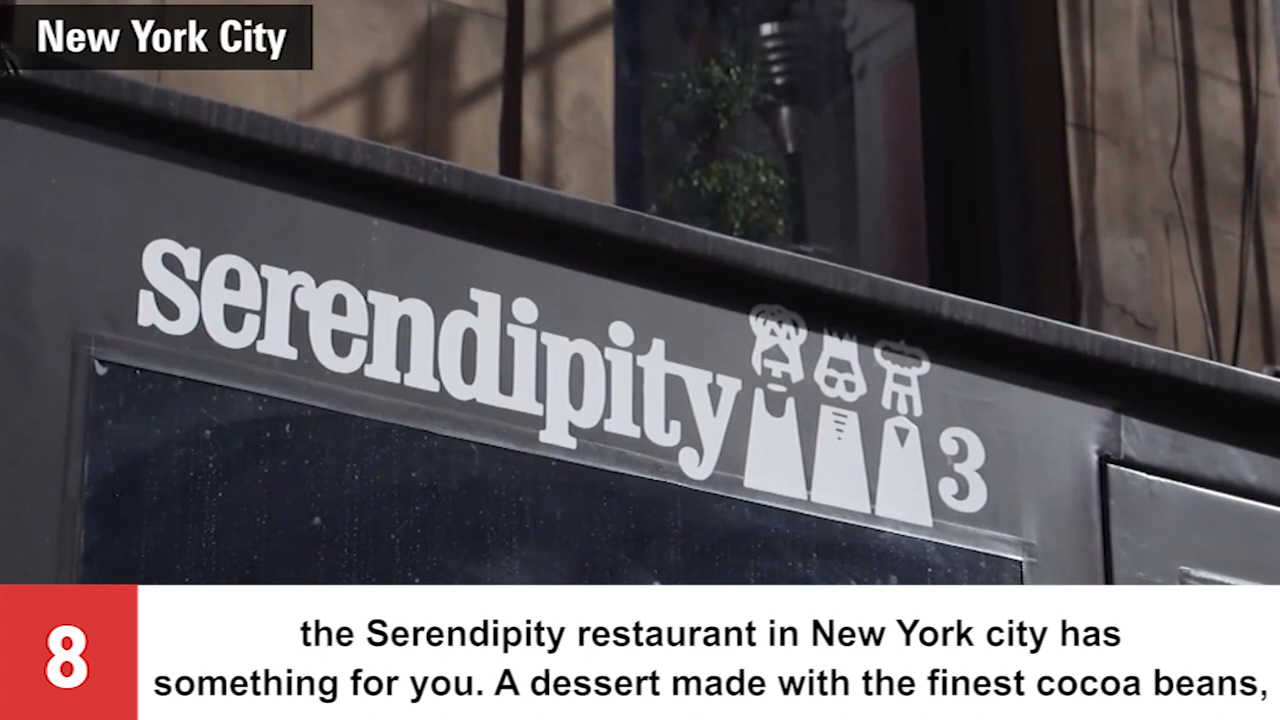 New York City
serendipity 3
8
the Serendipity restaurant in New York city has
something for you. A dessert made with the finest cocoa beans,